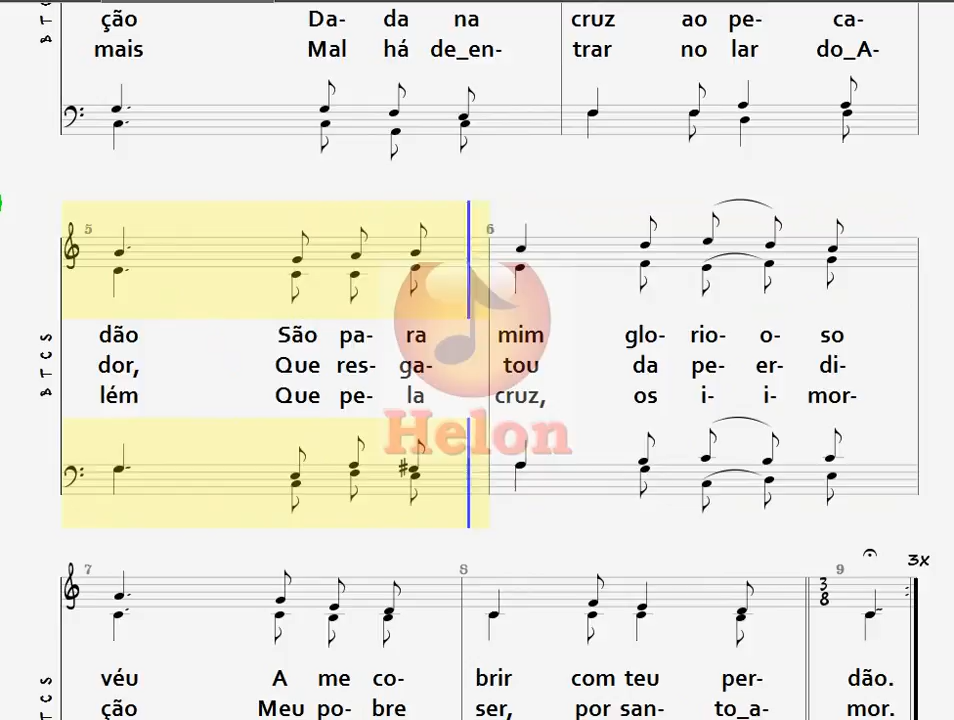 ção Da- da na cruz ao pe- ca-
mais Mal há de_en- trar no lar do_A-
5 6
dão São pa- ra mim glo- rio- o- so
dor, Que res- ga- tou da pe- er- di-
lém Que pe- la cruz, os i- i- mor-
S
C
T
A
Helon
7 8 9 3x
3
8
véu A me co- brir com teu per- dão.
ção Meu po- bre ser, por san- to_a- mor.